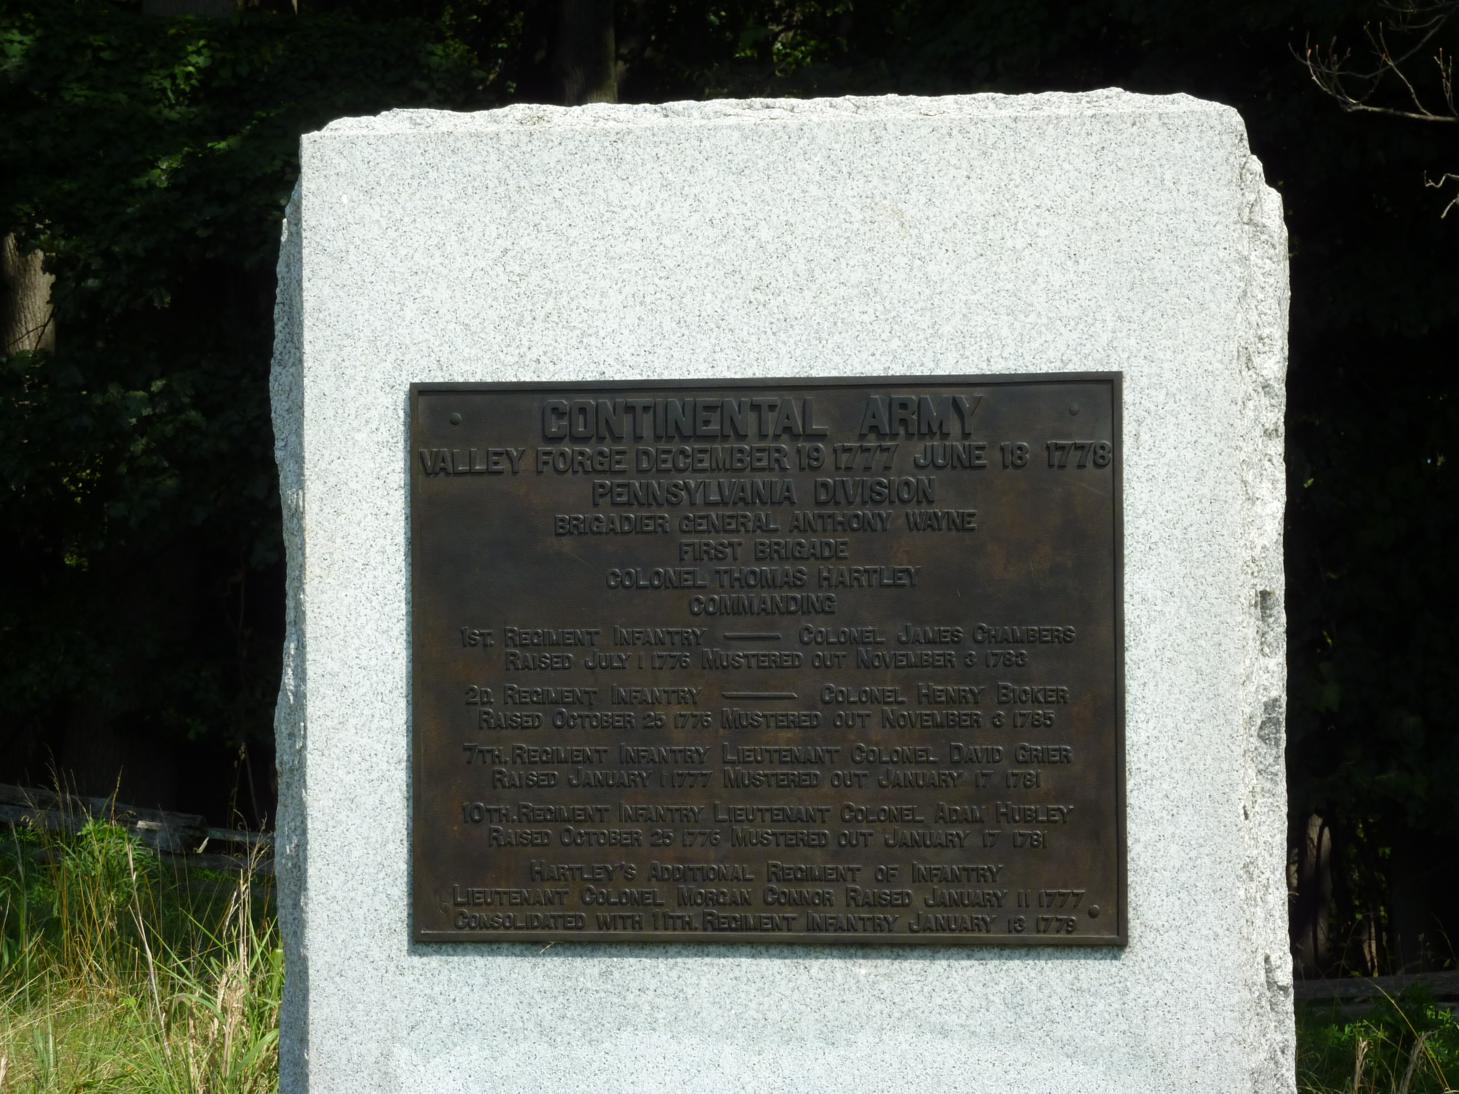 CONTINENTAL ARMY
VALLEY FORGE DECEMBER 19 1777 JUNE 18 1778
PENNSYLVANIA DIVISION
BRIGADIER GENERAL ANTHONY WAYNE
FIRST BRIGADE
COLONEL THOMAS HARTLEY
COMMANDING
1ST. REGIMENT INFANTRY —— COLONEL JAMES CHAMBERS
RAISED JULY 1 1776 MUSTERED OUT NOVEMBER 3 1783
2D. REGIMENT INFANTRY —— COLONEL HENRY BICKER
RAISED OCTOBER 25 1776 MUSTERED OUT NOVEMBER 3 1785
7TH. REGIMENT INFANTRY LIEUTENANT COLONEL DAVID GRIER
RAISED JANUARY 1 1777 MUSTERED OUT JANUARY 17 1781
10TH. REGIMENT INFANTRY LIEUTENANT COLONEL ADAM HUBLEY
RAISED OCTOBER 25 1776 MUSTERED OUT JANUARY 17 1781
HARTLEY'S ADDITIONAL REGIMENT OF INFANTRY
LIEUTENANT COLONEL MORGAN CONNOR RAISED JANUARY 11 1777
CONSOLIDATED WITH 11TH. REGIMENT INFANTRY JANUARY 13 1779